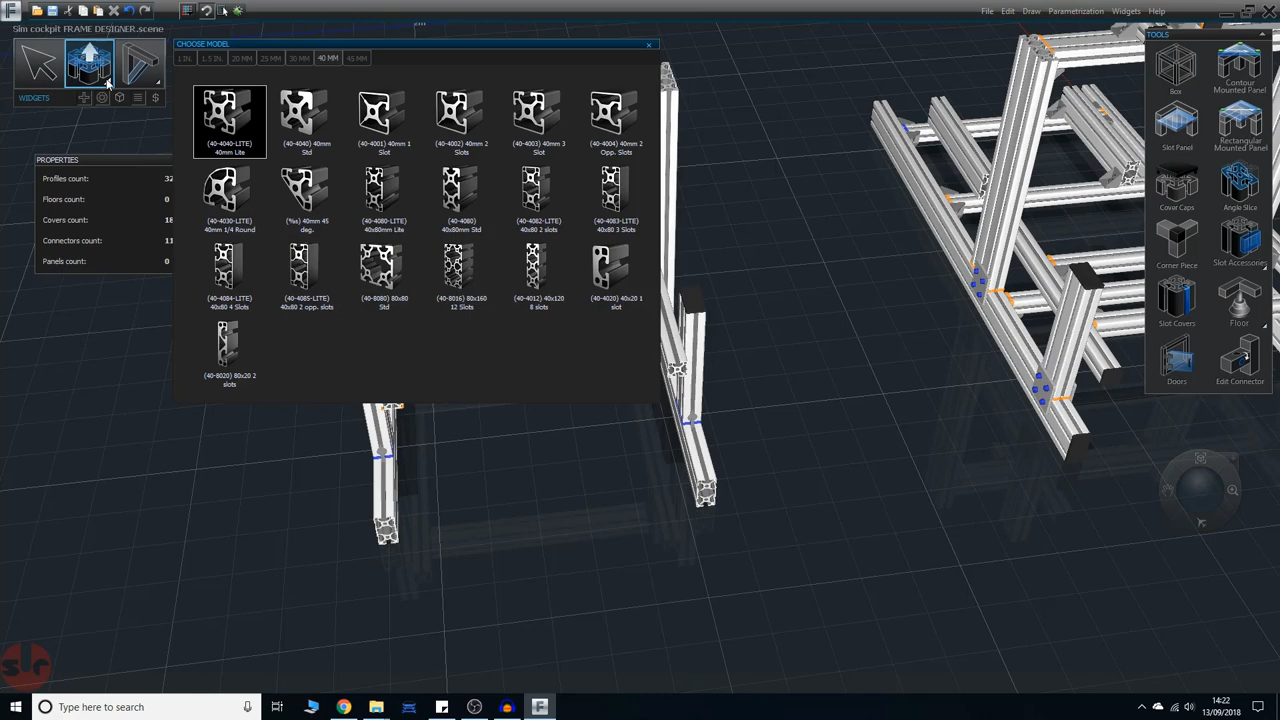 File Edit Draw Parametrization Widgets Help
Sim cockpit FRAME DESIGNER.scene
WIDGETS
CHOOSE MODEL
1 IN. 1.5 IN. 20 MM 25 MM 30 MM 40 MM 45 MM
(40-4040-LITE)
40mm Lite
(40-4040) 40mm
Std
(40-4001) 40mm 1
Slot
(40-4002) 40mm 2
Slots
(40-4003) 40mm 3
Slot
(40-4004) 40mm 2
Opp. Slots
(40-4030-LITE)
40mm 1/4 Round
(‰s) 40mm 45
deg.
(40-4080-LITE)
40x80mm Lite
(40-4080)
40x80mm Std
(40-4082-LITE)
40x80 2 slots
(40-4083-LITE)
40x80 3 Slots
(40-4084-LITE)
40x80 4 Slots
(40-4085-LITE)
40x80 2 opp. slots
(40-8080) 80x80
Std
(40-8016) 80x160
12 Slots
(40-4012) 40x120
8 slots
(40-4020) 40x20 1
slot
(40-8020) 80x20 2
slots
PROPERTIES
Profiles count: 32
Floors count: 0
Covers count: 18
Connectors count: 11
Panels count: 0
TOOLS
Box
Contour
Mounted Panel
Slot Panel
Rectangular
Mounted Panel
Cover Caps
Angle Slice
Corner Piece
Slot Accessories
Slot Covers
Floor
Doors
Edit Connector
slr
Type here to search
14:22
13/09/2018